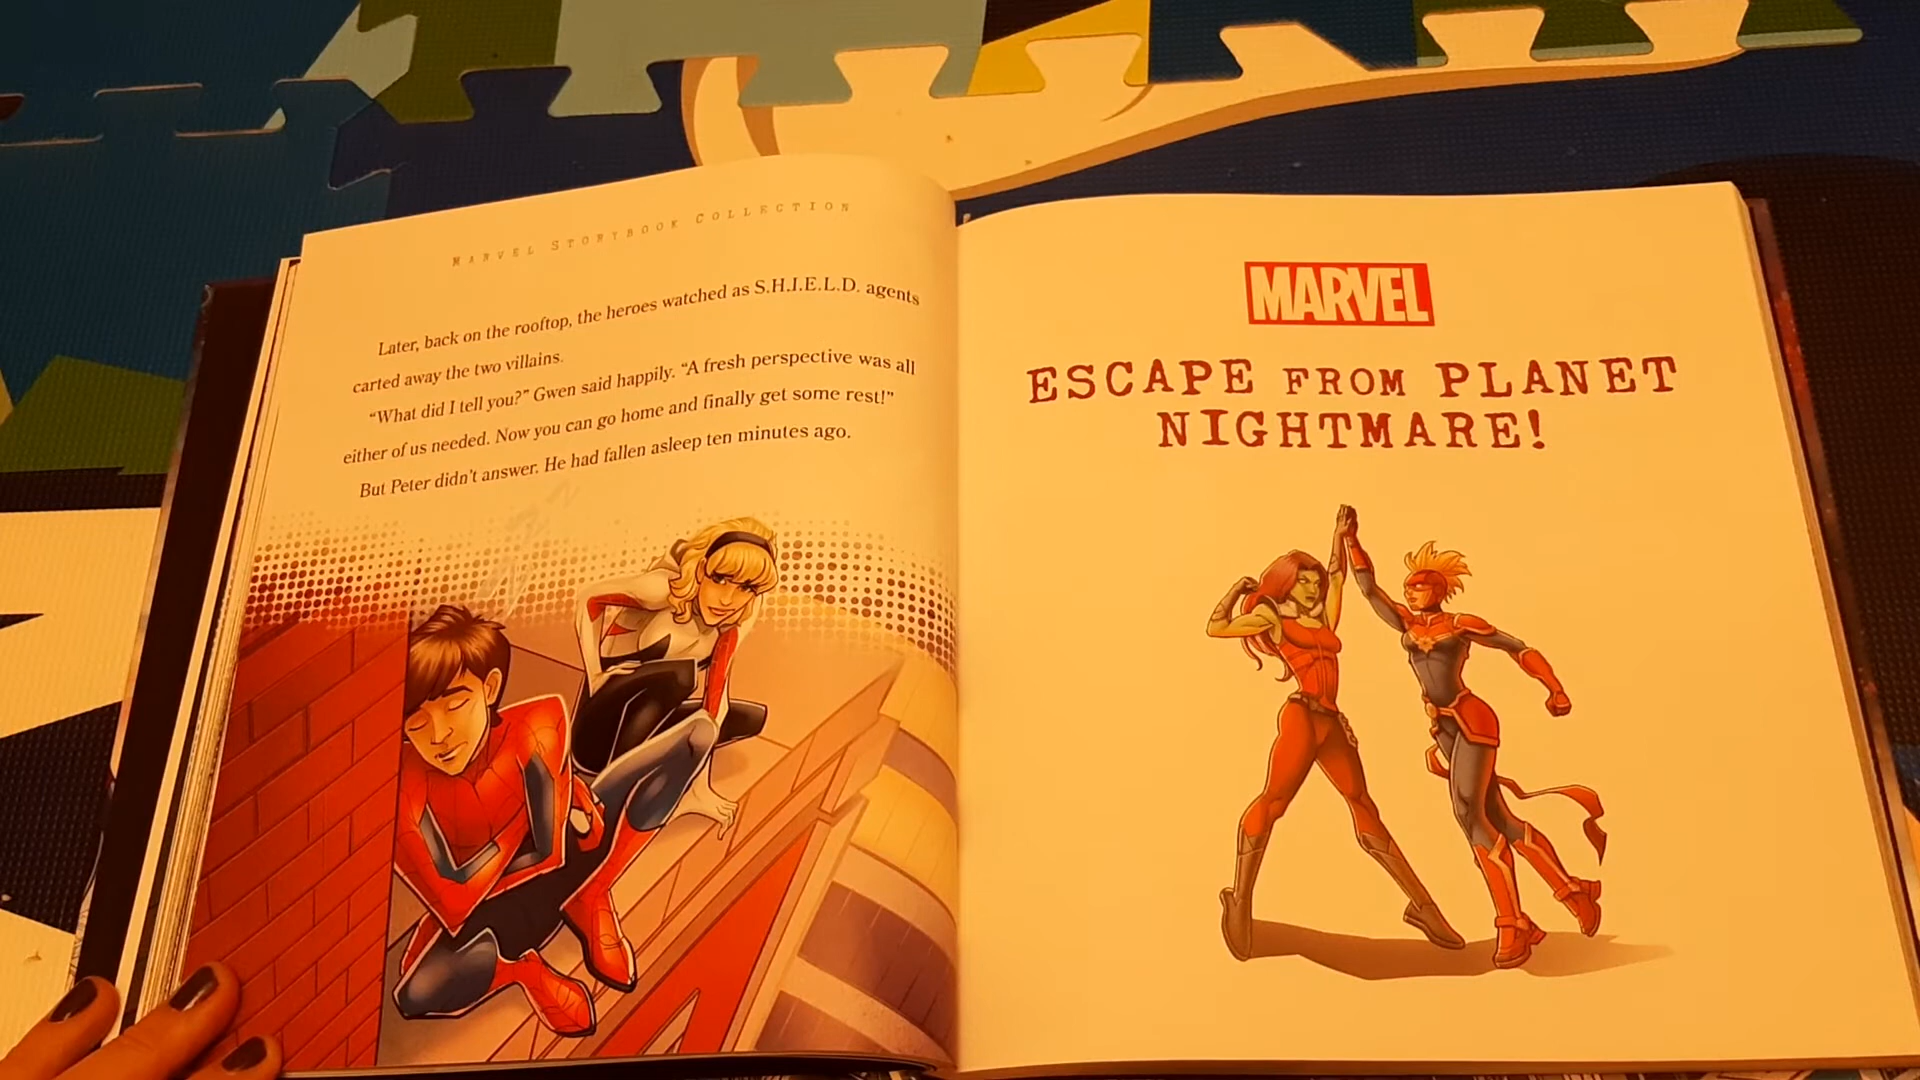 MARVEL STORYBOOK COLLECTION
Later, back on the rooftop, the heroes watched as S.H.I.E.L.D. agents
carted away the two villains.
“What did I tell you?” Gwen said happily. “A fresh perspective was all
either of us needed. Now you can go home and finally get some rest!”
But Peter didn’t answer. He had fallen asleep ten minutes ago.
MARVEL
ESCAPE FROM PLANET
NIGHTMARE!